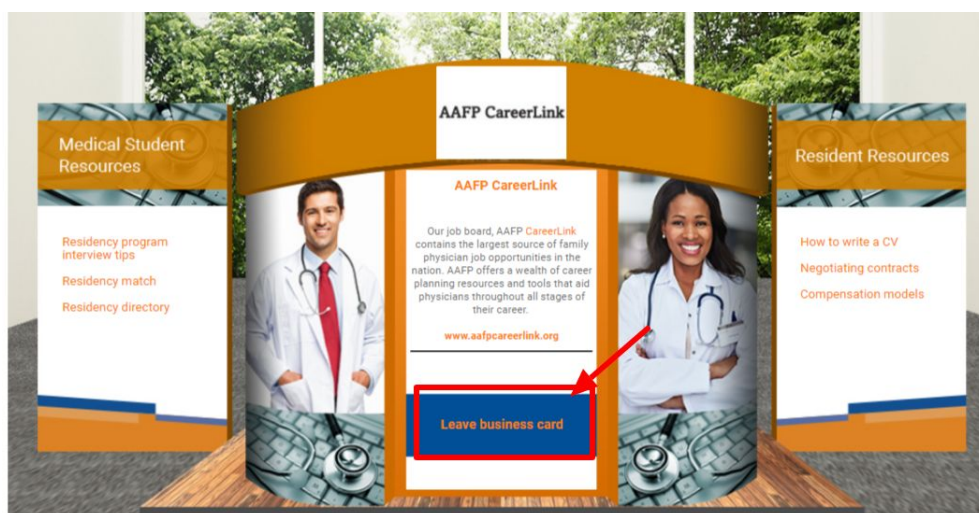 AAFP CareerLink
Medical Student
Resources
Residency program
interview tips
Residency match
Residency directory
AAFP CareerLink
Our job board, AAFP CareerLink
contains the largest source of family
physician job opportunities in the
nation. AAFP offers a wealth of career
planning resources and tools that aid
physicians throughout all stages of
their career.
www.aafpcareerlink.org
Leave business card
Resident Resources
How to write a CV
Negotiating contracts
Compensation models